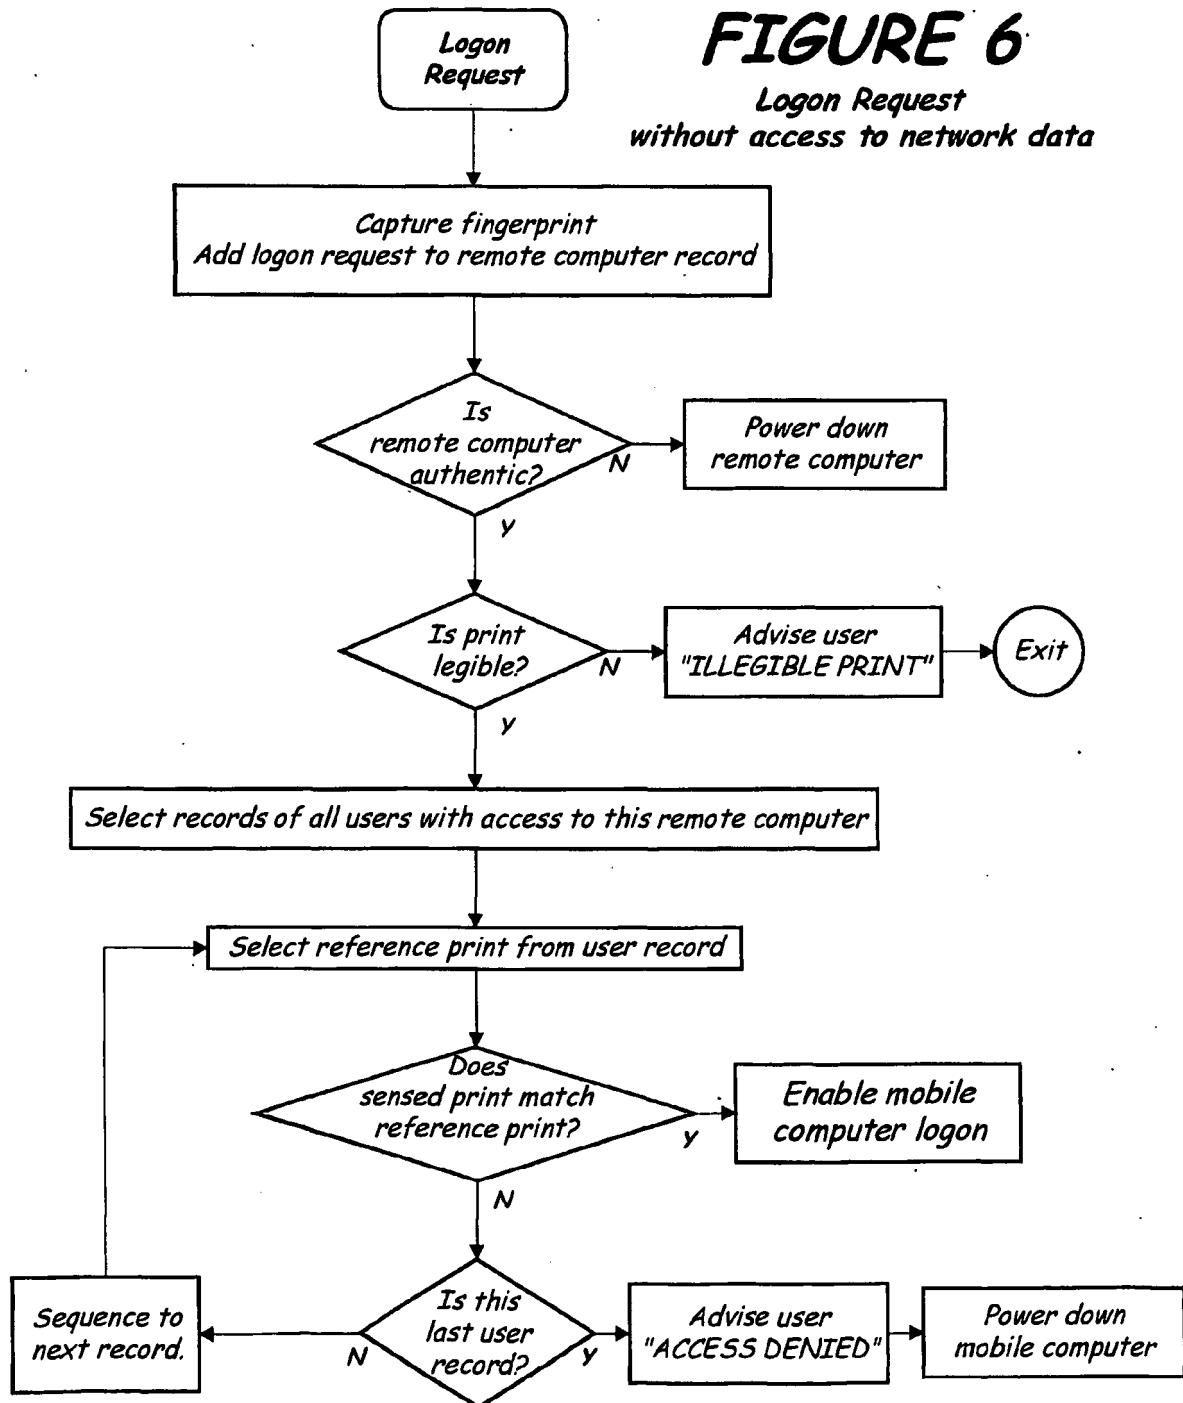 FIGURE 6
Logon Request
without access to network data
Logon
Request
Capture fingerprint
Add logon request to remote computer record
Is
remote computer
authentic?
N
Power down
remote computer
Y
Is print
legible?
N
Advise user
"ILLEGIBLE PRINT"
Exit
Y
Select records of all users with access to this remote computer
Select reference print from user record
Does
sensed print match
reference print?
Y
Enable mobile
computer logon
N
Sequence to
next record.
N
Is this
last user
record?
Y
Advise user
"ACCESS DENIED"
Power down
mobile computer